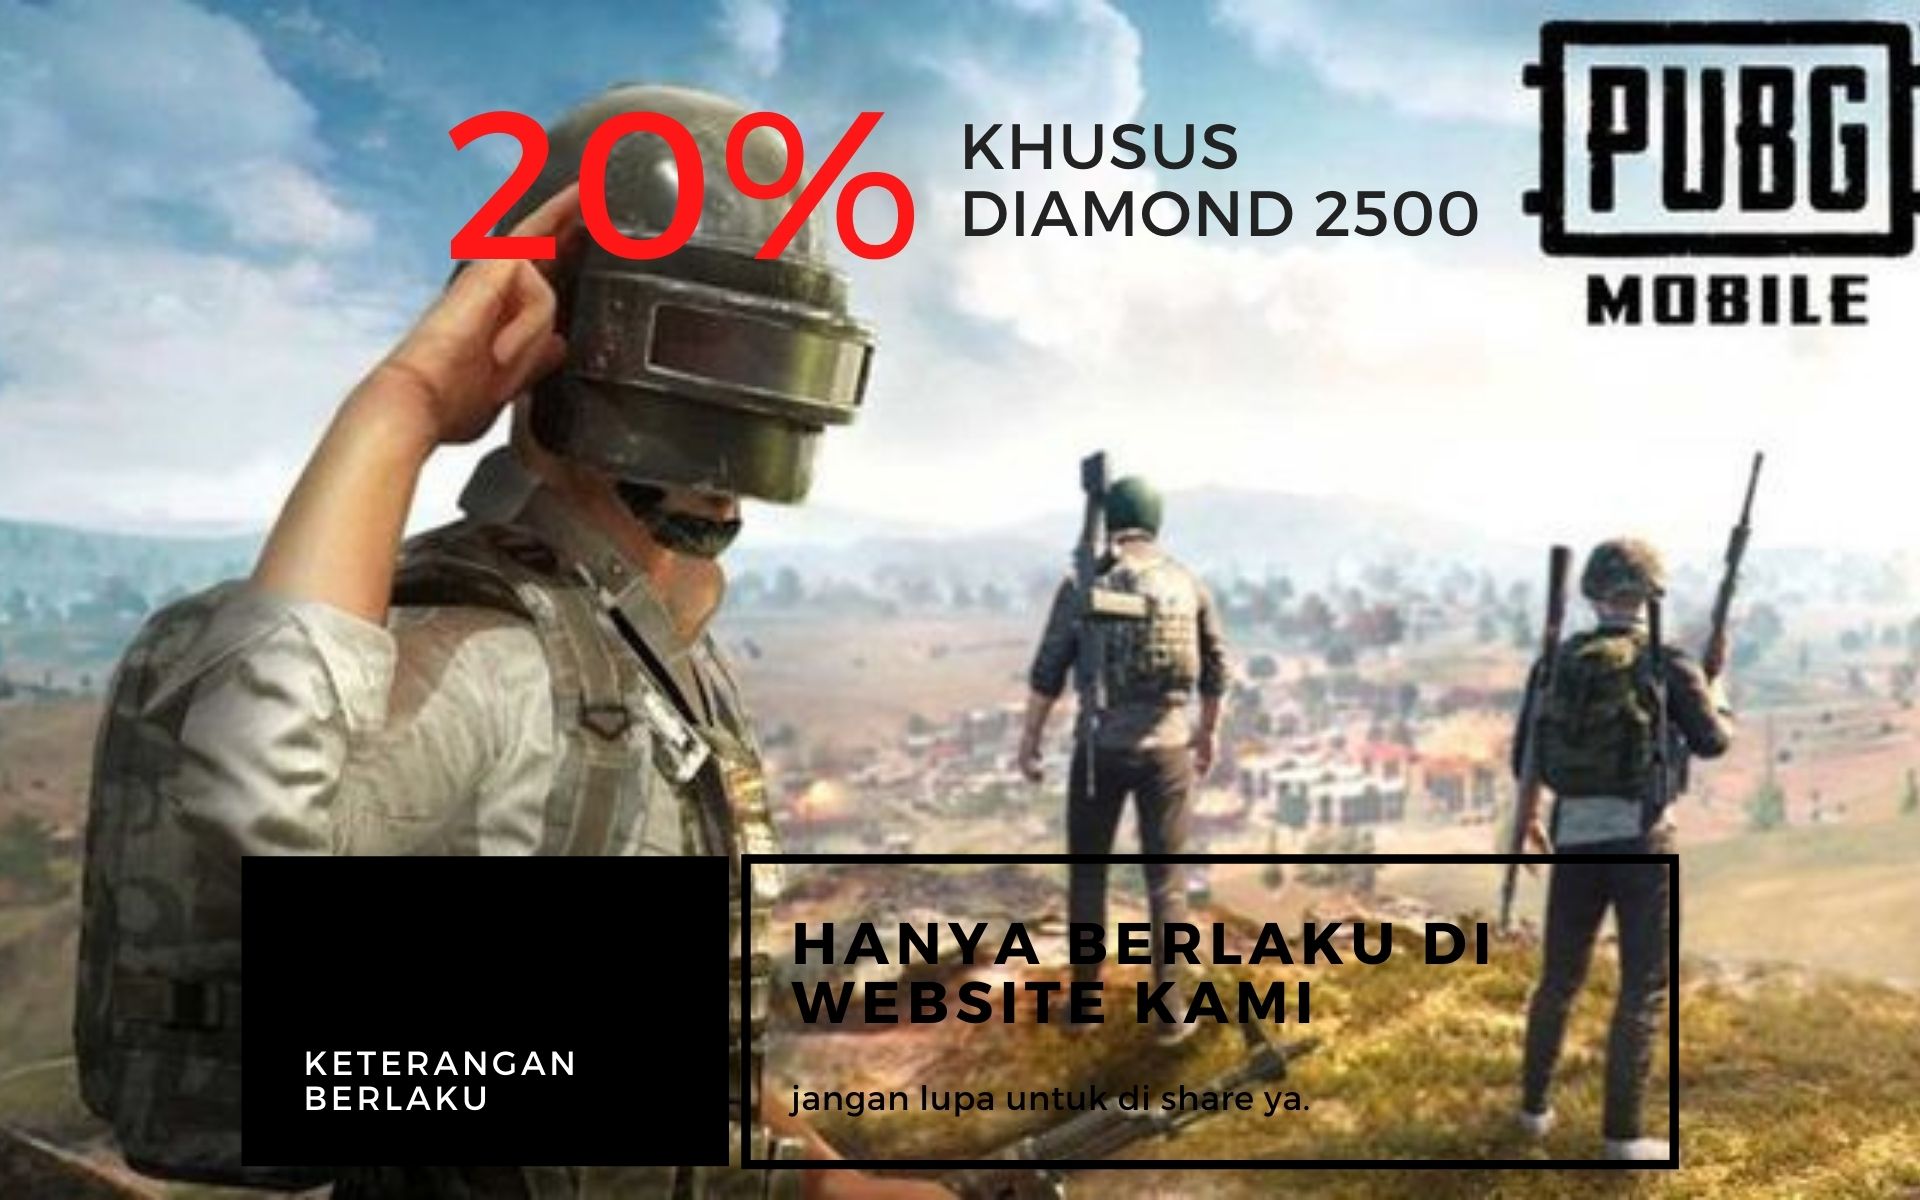 20%
KHUSUS
DIAMOND 2500
PUBG
MOBILE
KETERANGAN
BERLAKU
HANYA BERLAKU DI
WEBSITE KAMI
jangan lupa untuk di share ya.